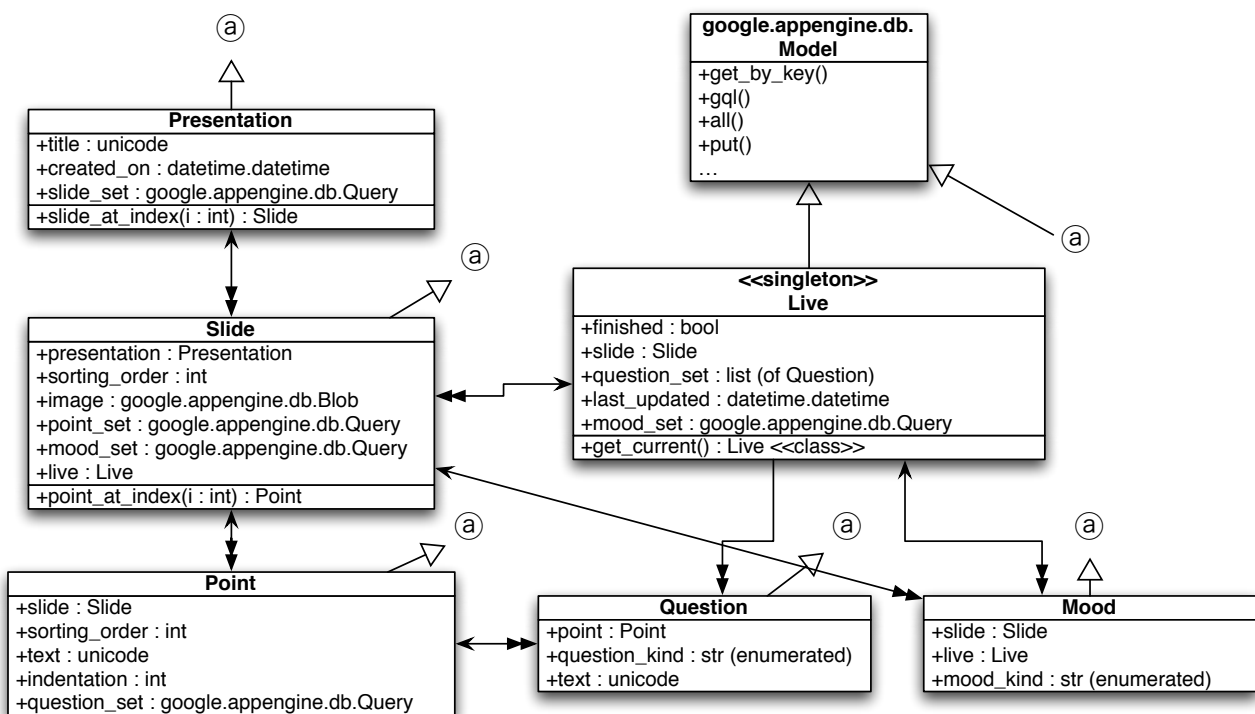 ⓐ
Presentation
+title : unicode
+created_on : datetime.datetime
+slide_set : google.appengine.db.Query
+slide_at_index(i : int) : Slide
google.appengine.db.
Model
+get_by_key()
+gql()
+all()
+put()
…
ⓐ
ⓐ
Slide
+presentation : Presentation
+sorting_order : int
+image : google.appengine.db.Blob
+point_set : google.appengine.db.Query
+mood_set : google.appengine.db.Query
+live : Live
+point_at_index(i : int) : Point
<<singleton>>
Live
+finished : bool
+slide : Slide
+question_set : list (of Question)
+last_updated : datetime.datetime
+mood_set : google.appengine.db.Query
+get_current() : Live <<class>>
ⓐ
ⓐ
ⓐ
Point
+slide : Slide
+sorting_order : int
+text : unicode
+indentation : int
+question_set : google.appengine.db.Query
Question
+point : Point
+question_kind : str (enumerated)
+text : unicode
Mood
+slide : Slide
+live : Live
+mood_kind : str (enumerated)